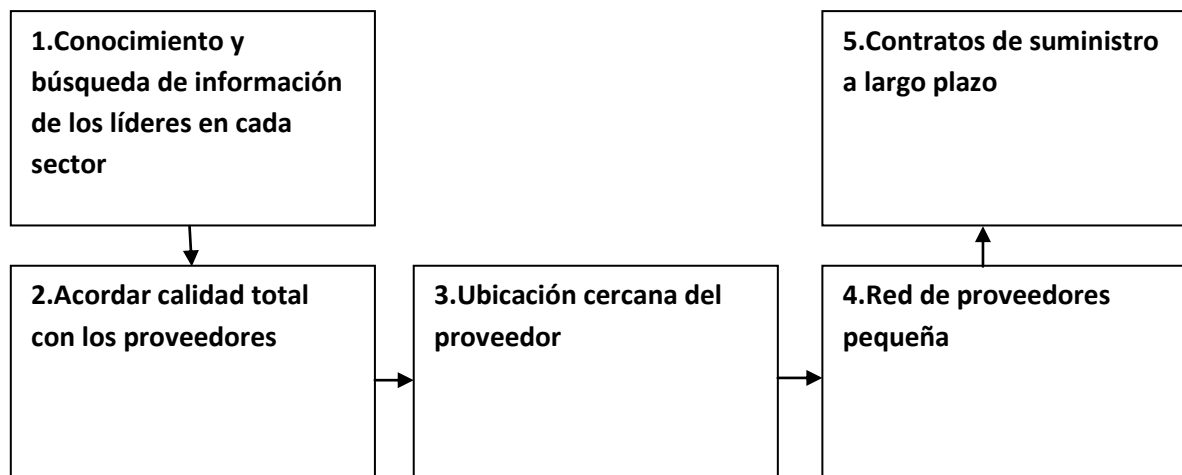 1.Conocimiento y
búsqueda de información
de los líderes en cada
sector
2.Acordar calidad total
con los proveedores
3.Ubicación cercana del
proveedor
4.Red de proveedores
pequeña
5.Contratos de suministro
a largo plazo